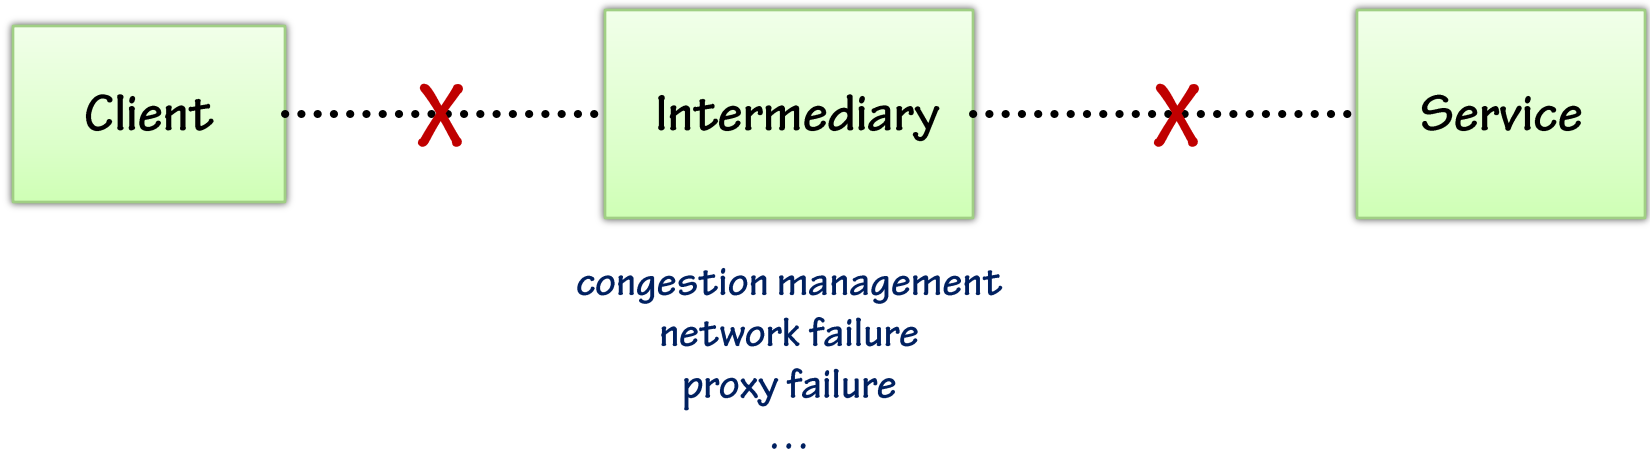 Client
Intermediary
Service
congestion management
network failure
proxy failure
...